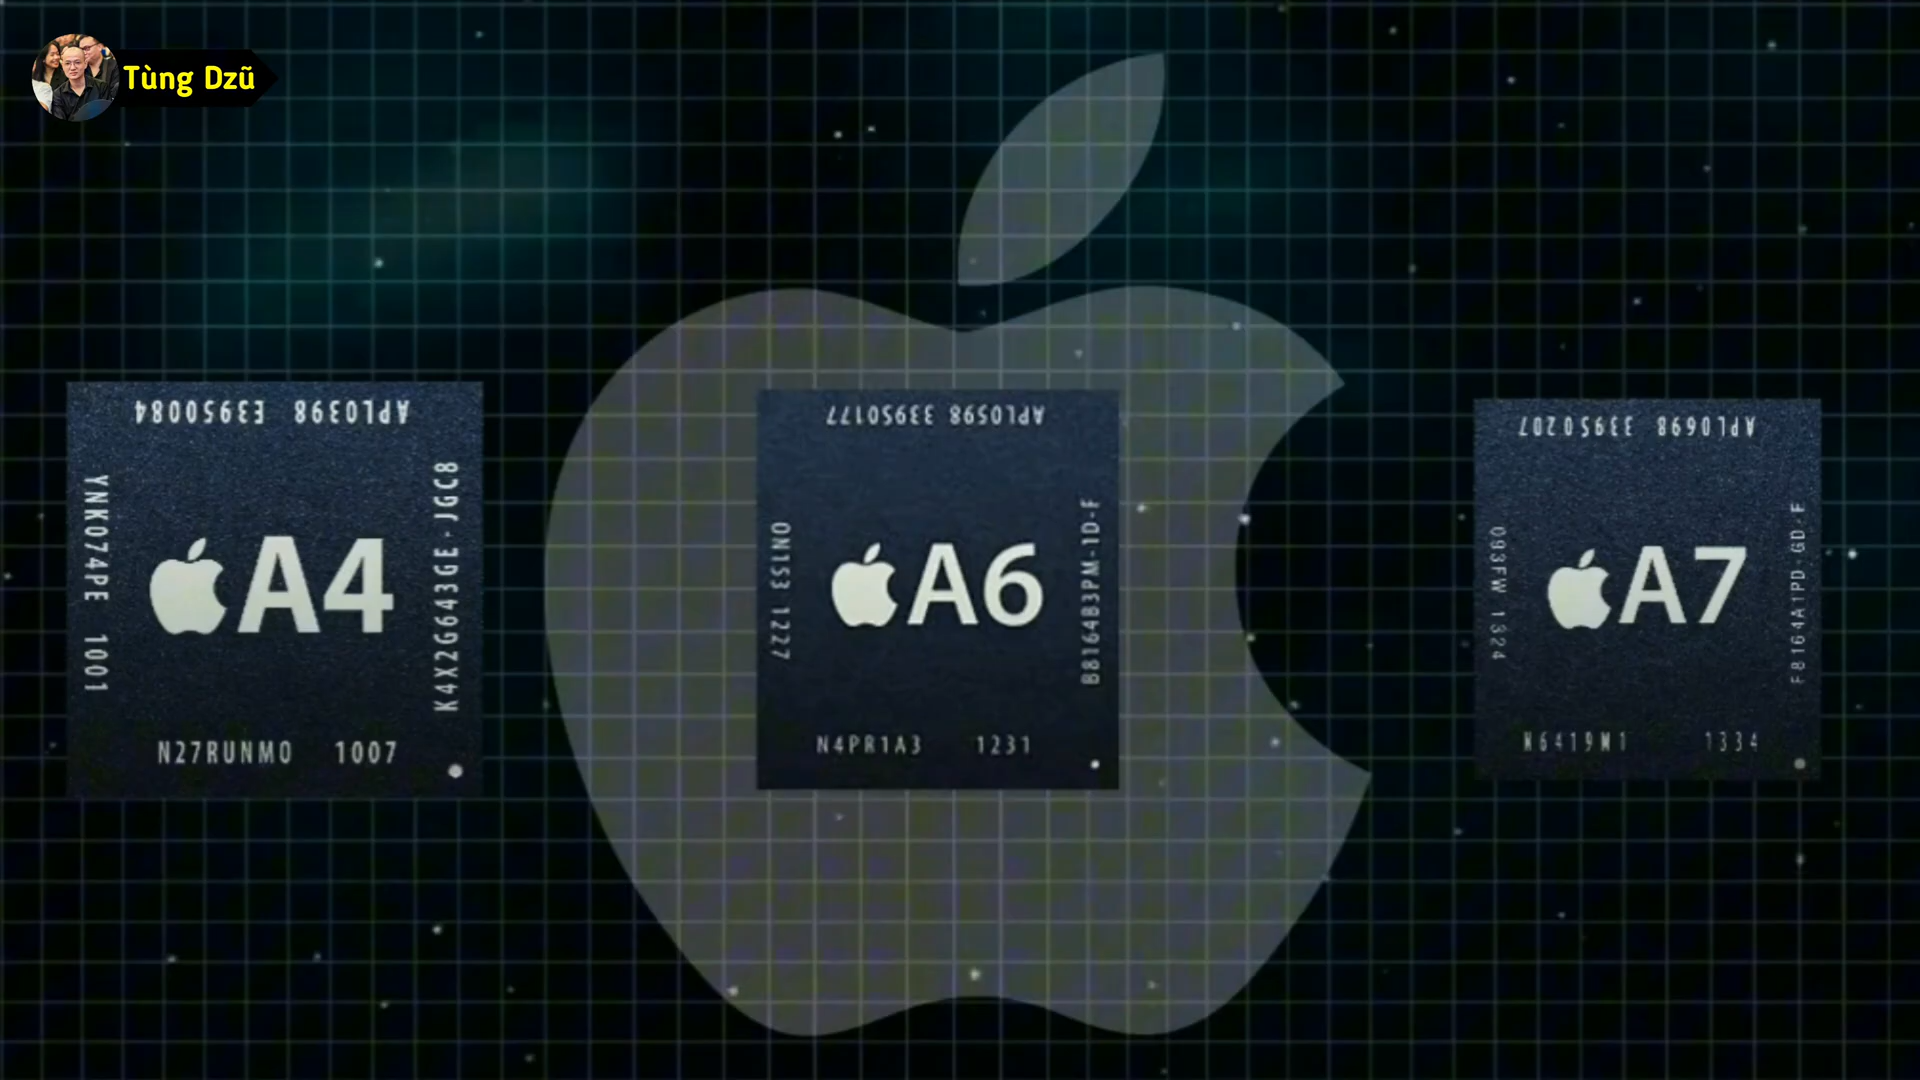 Tùng Dzũ
APL0398 E3950084
YNK074PE 1001
A4
K4X2G643GE-JGC8
N27RUNMO 1007
APL0598 33950177
ON1S3 1227
A6
B8164B3PM-1D-F
N4PR1A3 1231
APL0698 33950207
093FW 1324
A7
F8164A1PD-GD-F
N6419M1 1334